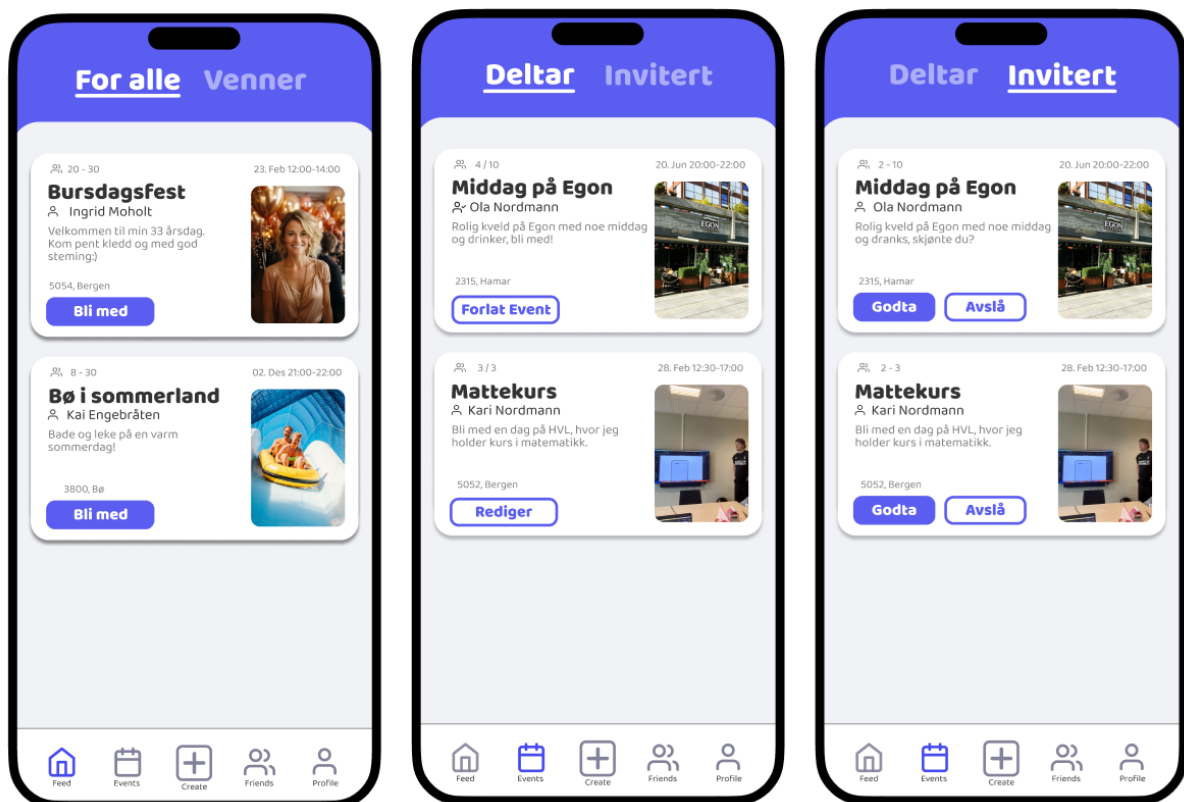 For alle Venner
20 - 30 23. Feb 12:00-14:00
Bursdagsfest
Ingrid Moholt
Velkommen til min 33 årsdag.
Kom pent kledd og med god
steming:)
5054, Bergen
Bli med
8 - 30 02. Des 21:00-22:00
Bø i sommerland
Kai Engebråten
Bade og leke på en varm
sommerdag!
3800, Bø
Bli med
Feed Events Create Friends Profile
Deltar Invitert
4 / 10 20. Jun 20:00-22:00
Middag på Egon
Ola Nordmann
Rolig kveld på Egon med noe middag
og drinker, bli med!
EGON
2315, Hamar
Forlat Event
3 / 3 28. Feb 12:30-17:00
Mattekurs
Kari Nordmann
Bli med en dag på HVL, hvor jeg
holder kurs i matematikk.
5052, Bergen
Rediger
Feed Events Create Friends Profile
Deltar Invitert
2 - 10 20. Jun 20:00-22:00
Middag på Egon
Ola Nordmann
Rolig kveld på Egon med noe middag
og dranks, skjønte du?
EGON
2315, Hamar
Godta Avslå
2 - 3 28. Feb 12:30-17:00
Mattekurs
Kari Nordmann
Bli med en dag på HVL, hvor jeg
holder kurs i matematikk.
5052, Bergen
Godta Avslå
Feed Events Create Friends Profile